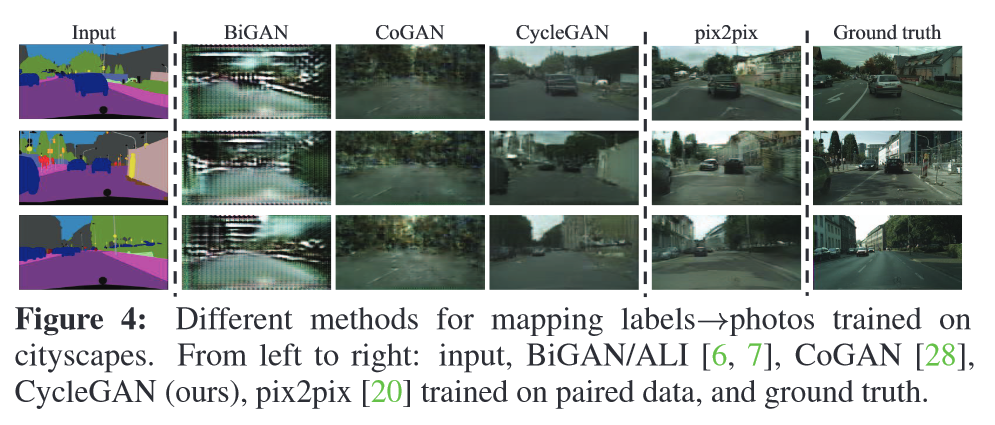 Input BiGAN CoGAN CycleGAN pix2pix Ground truth
Figure 4: Different methods for mapping labels→photos trained on
cityscapes. From left to right: input, BiGAN/ALI [6, 7], CoGAN [28],
CycleGAN (ours), pix2pix [20] trained on paired data, and ground truth.